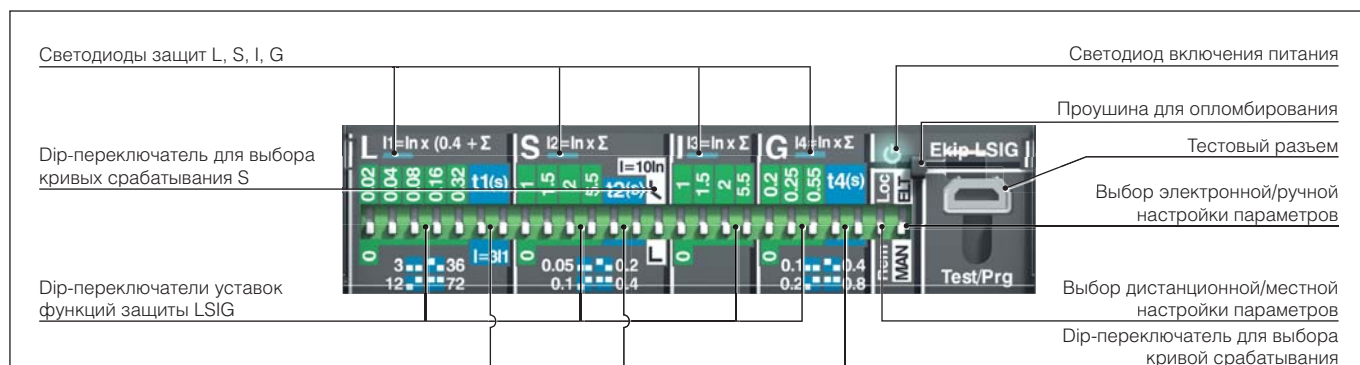 Светодиоды защит L, S, I, G
Светодиод включения питания
Проушина для опломбирования
Тестовый разъем
Dip-переключатель для выбора
кривых срабатывания S
Выбор электронной/ручной
настройки параметров
L I1=In x (0.4 + Σ
S I2=In x Σ
I I3=In x Σ
G I4=In x Σ
Ekip LSIG
0.02 0.04 0.08 0.16 0.32 t1(s)
1 1.5 2 5.5 t2(s) I=10In
1 1.5 2 5.5
0.2 0.25 0.55 t4(s)
Loc ELT
0 I=3I1
3 36
12 72
0 0.05 0.2
0.1 0.4
L
0
0 0.1 0.4
0.2 0.8
Rem MAN
Test/Prg
Dip-переключатели уставок
функций защиты LSIG
Выбор дистанционной/местной
настройки параметров
Dip-переключатель для выбора
кривой срабатывания